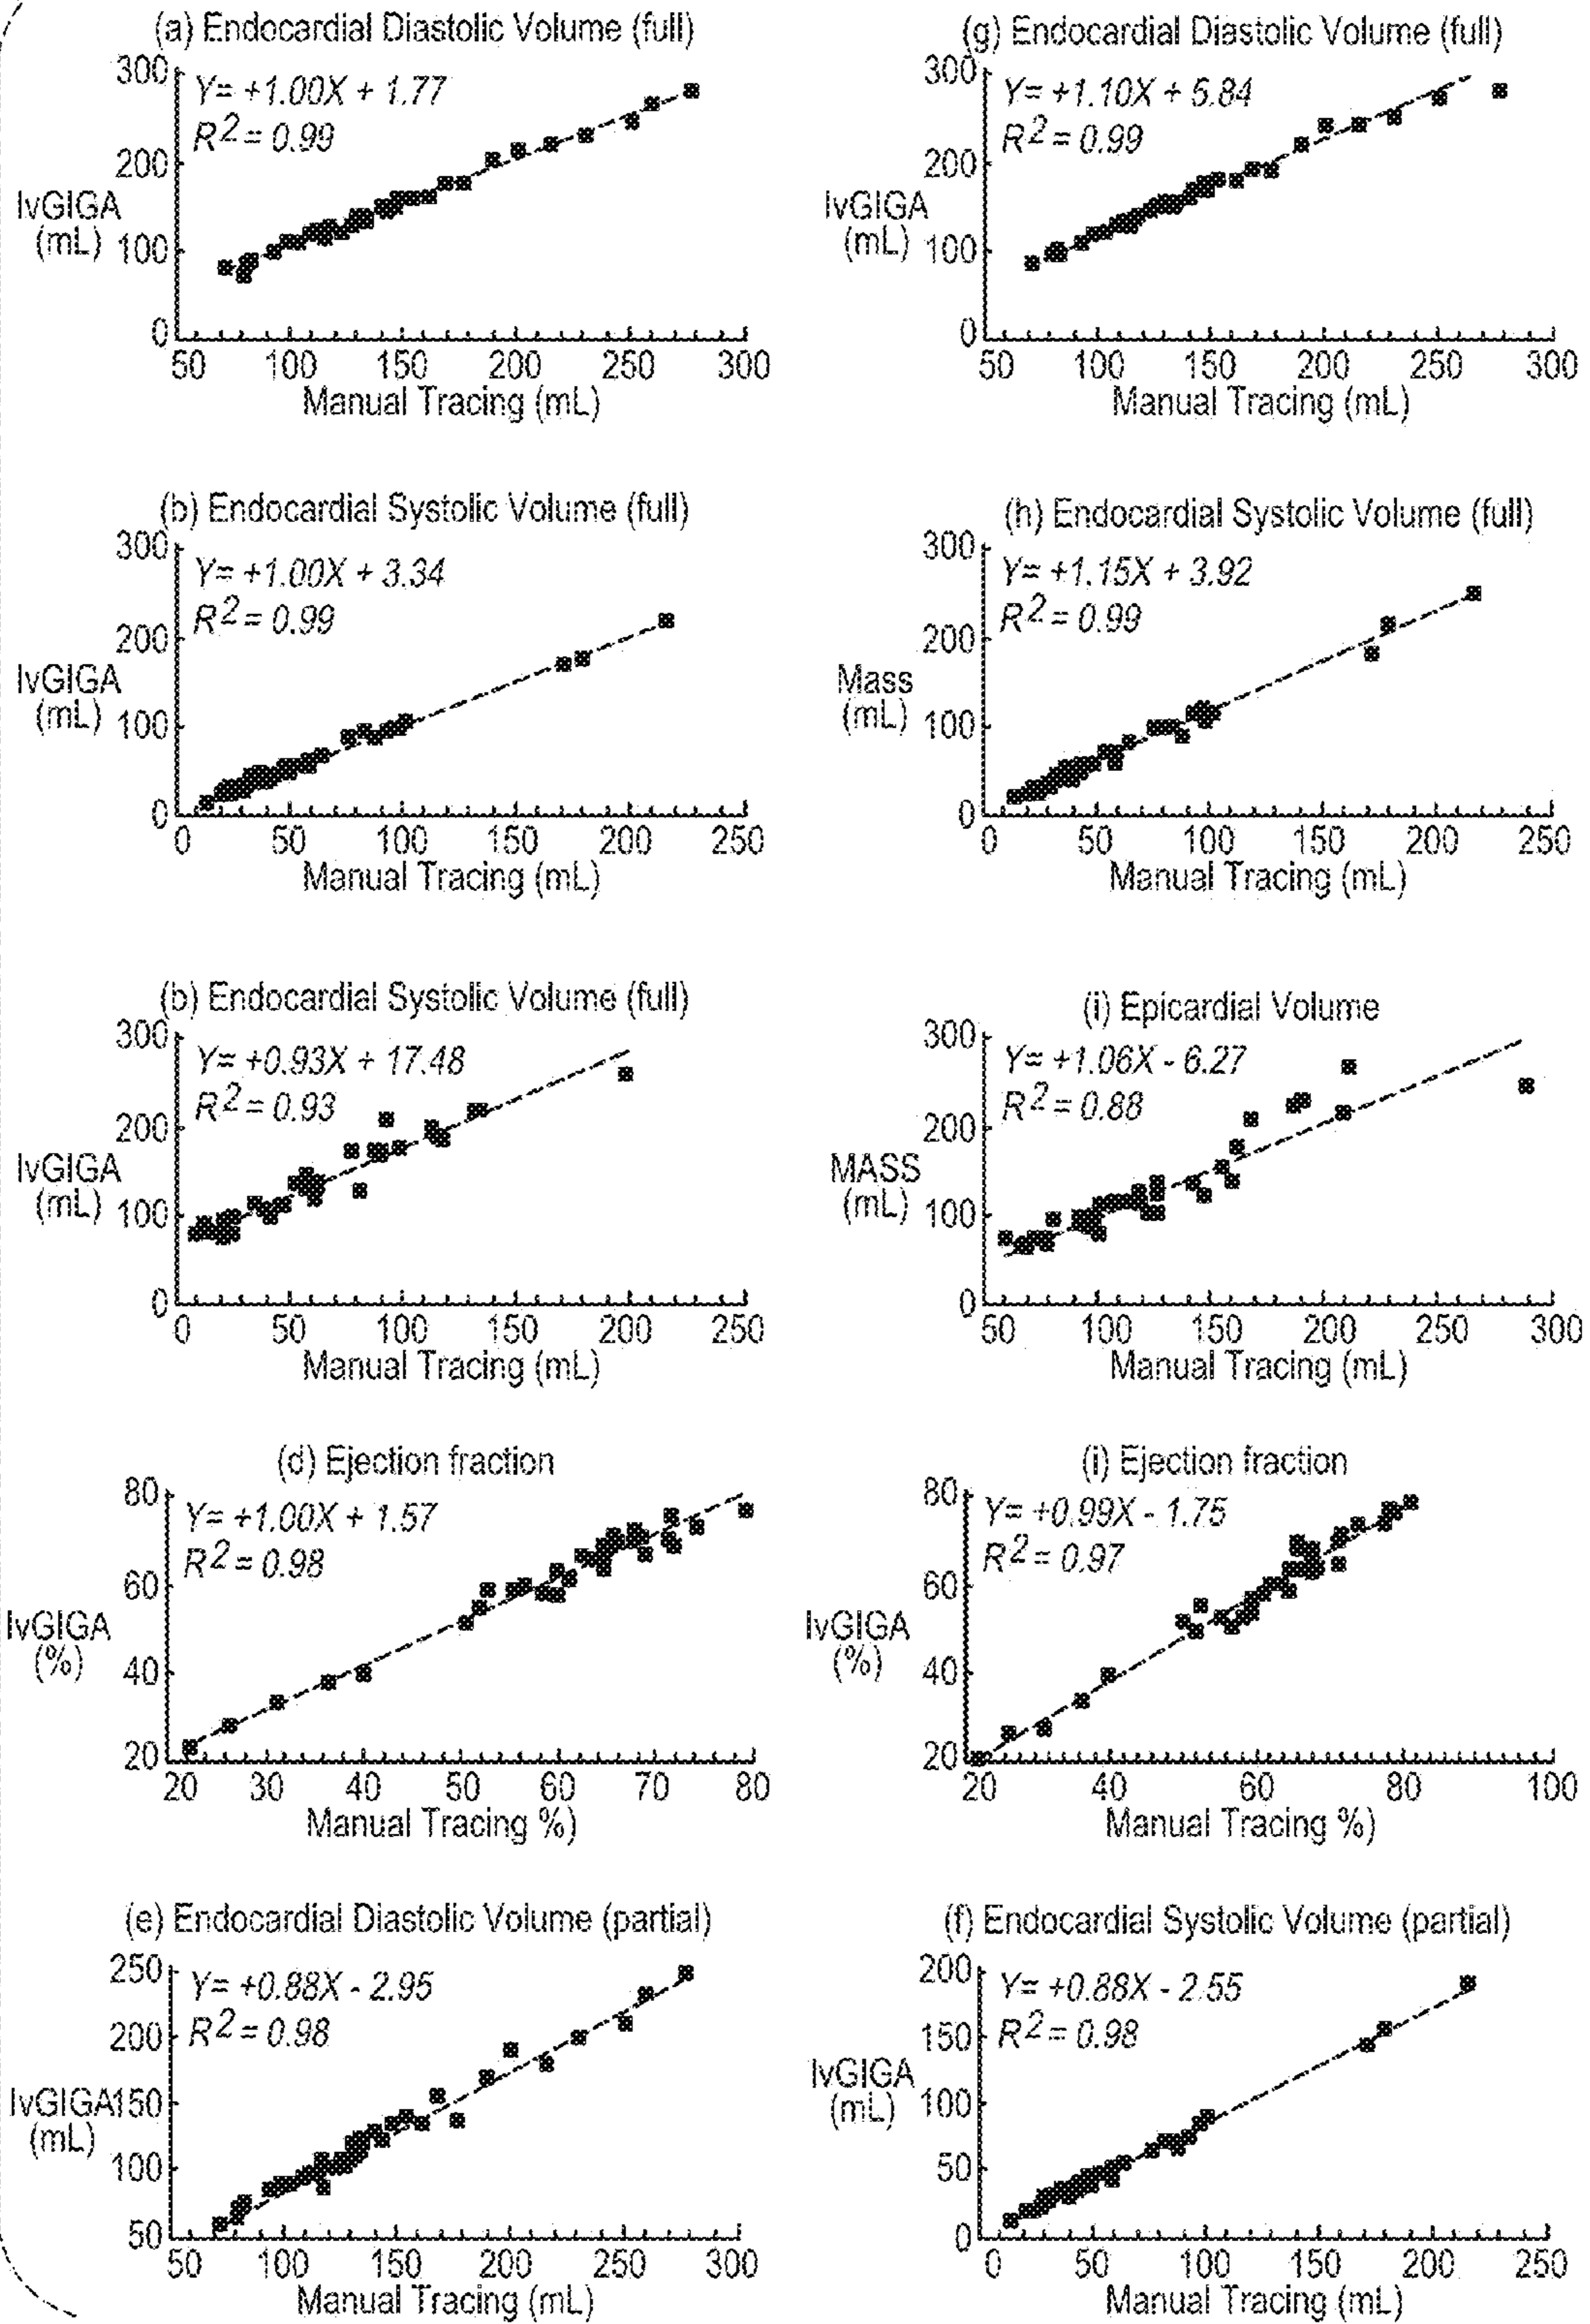 (a) Endocardial Diastolic Volume (full)
Y= +1.00X + 1.77
R2= 0.99
300
200
100
0
IvGIGA
(mL)
50 100 150 200 250 300
Manual Tracing (mL)
(g) Endocardial Diastolic Volume (full)
Y= +1.10X + 5.84
R2= 0.99
300
200
100
0
IvGIGA
(mL)
50 100 150 200 250 300
Manual Tracing (mL)
(b) Endocardial Systolic Volume (full)
Y= +1.00X + 3.34
R2= 0.99
300
200
100
0
IvGIGA
(mL)
0 50 100 150 200 250
Manual Tracing (mL)
(h) Endocardial Systolic Volume (full)
Y= +1.15X + 3.92
R2= 0.99
300
200
100
0
Mass
(mL)
0 50 100 150 200 250
Manual Tracing (mL)
(b) Endocardial Systolic Volume (full)
Y= +0.93X + 17.48
R2= 0.93
300
200
100
0
IvGIGA
(mL)
0 50 100 150 200 250
Manual Tracing (mL)
(i) Epicardial Volume
Y= +1.06X - 6.27
R2= 0.88
300
200
100
0
MASS
(mL)
50 100 150 200 250 300
Manual Tracing (mL)
(d) Ejection fraction
Y= +1.00X + 1.57
R2= 0.98
80
60
40
20
IvGIGA
(%)
20 30 40 50 60 70 80
Manual Tracing %)
(i) Ejection fraction
Y= +0.99X - 1.75
R2= 0.97
80
60
40
20
IvGIGA
(%)
20 40 60 80 100
Manual Tracing %)
(e) Endocardial Diastolic Volume (partial)
Y= +0.88X - 2.95
R2= 0.98
250
200
150
100
50
IvGIGA
(mL)
50 100 150 200 250 300
Manual Tracing (mL)
(f) Endocardial Systolic Volume (partial)
Y= +0.88X - 2.55
R2= 0.98
200
150
100
50
0
IvGIGA
(mL)
0 50 100 150 200 250
Manual Tracing (mL)